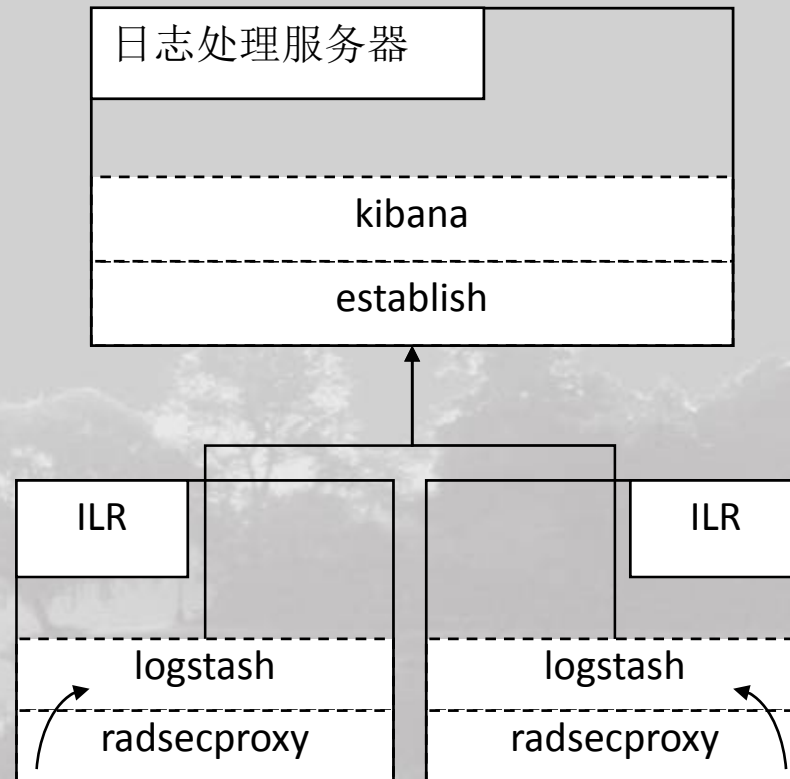 日志处理服务器
kibana
establish
ILR
ILR
logstash
logstash
radsecproxy
radsecproxy